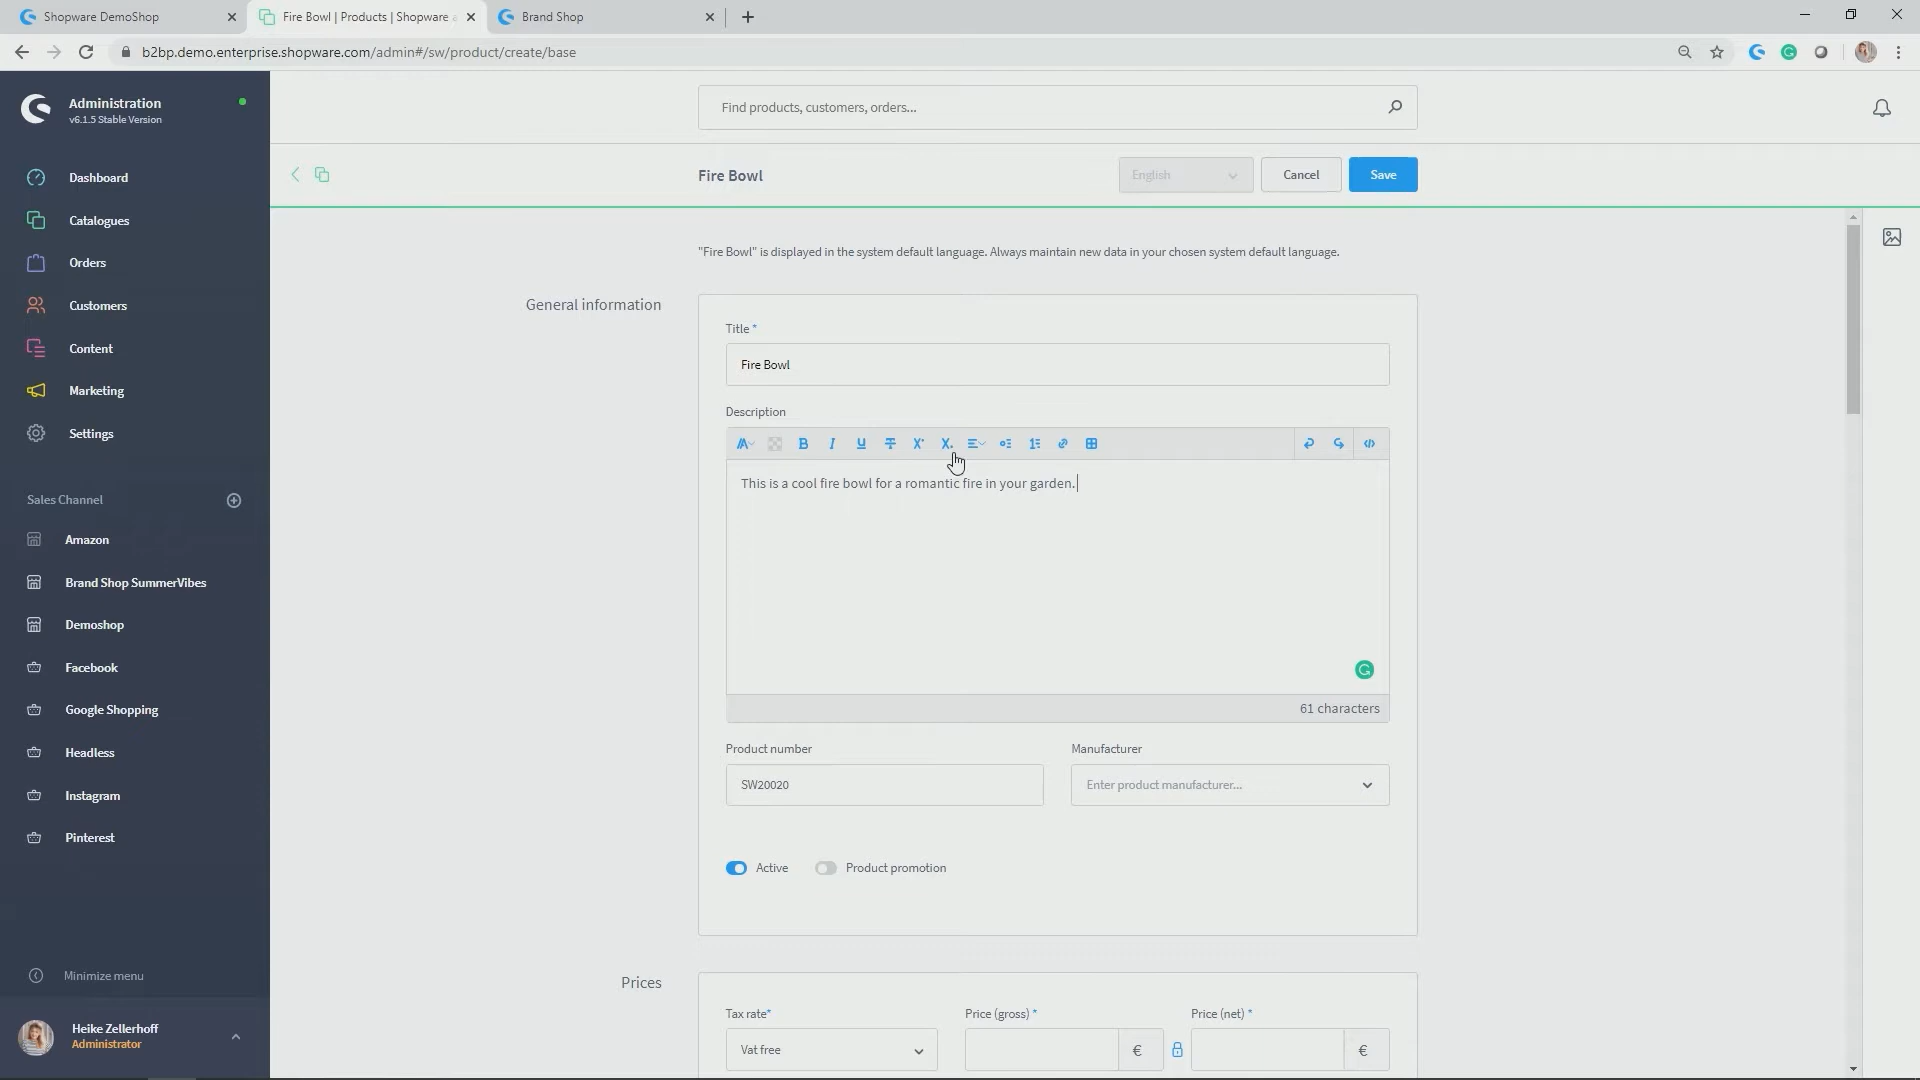 Shopware DemoShop
Fire Bowl | Products | Shopware a
Brand Shop
b2bp.demo.enterprise.shopware.com/admin#/sw/product/create/base
Administration
v6.1.5 Stable Version
Find products, customers, orders...
Dashboard
Catalogues
Orders
Customers
Content
Marketing
Settings
Sales Channel
Amazon
Brand Shop SummerVibes
Demoshop
Facebook
Google Shopping
Headless
Instagram
Pinterest
Minimize menu
Heike Zellerhoff
Administrator
Fire Bowl
English
Cancel
Save
"Fire Bowl" is displayed in the system default language. Always maintain new data in your chosen system default language.
General information
Title *
Fire Bowl
Description
This is a cool fire bowl for a romantic fire in your garden.
61 characters
Product number
Manufacturer
SW20020
Enter product manufacturer...
Active
Product promotion
Prices
Tax rate*
Price (gross) *
Price (net) *
Vat free
€
€